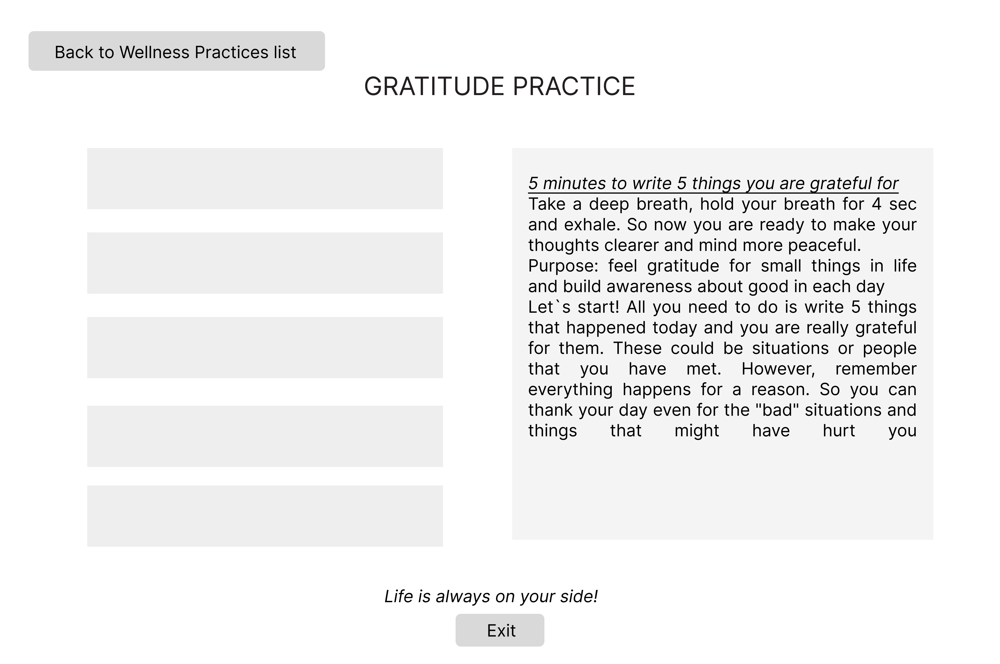 Back to Wellness Practices list
GRATITUDE PRACTICE
5 minutes to write 5 things you are grateful for
Take a deep breath, hold your breath for 4 sec
and exhale. So now you are ready to make your
thoughts clearer and mind more peaceful.
Purpose: feel gratitude for small things in life
and build awareness about good in each day
Let`s start! All you need to do is write 5 things
that happened today and you are really grateful
for them. These could be situations or people
that you have met. However, remember
everything happens for a reason. So you can
thank your day even for the "bad" situations and
things that might have hurt you
Life is always on your side!
Exit